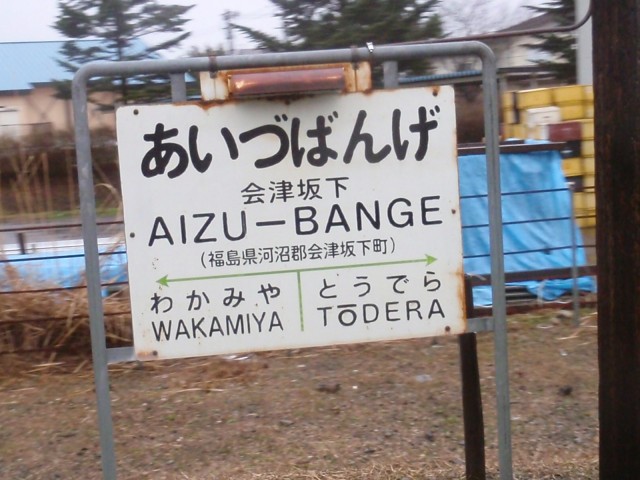 あいづばんげ
会津坂下
AIZU－BANGE
(福島県河沼郡会津坂下町)
わかみや とうでら
WAKAMIYA TŌDERA